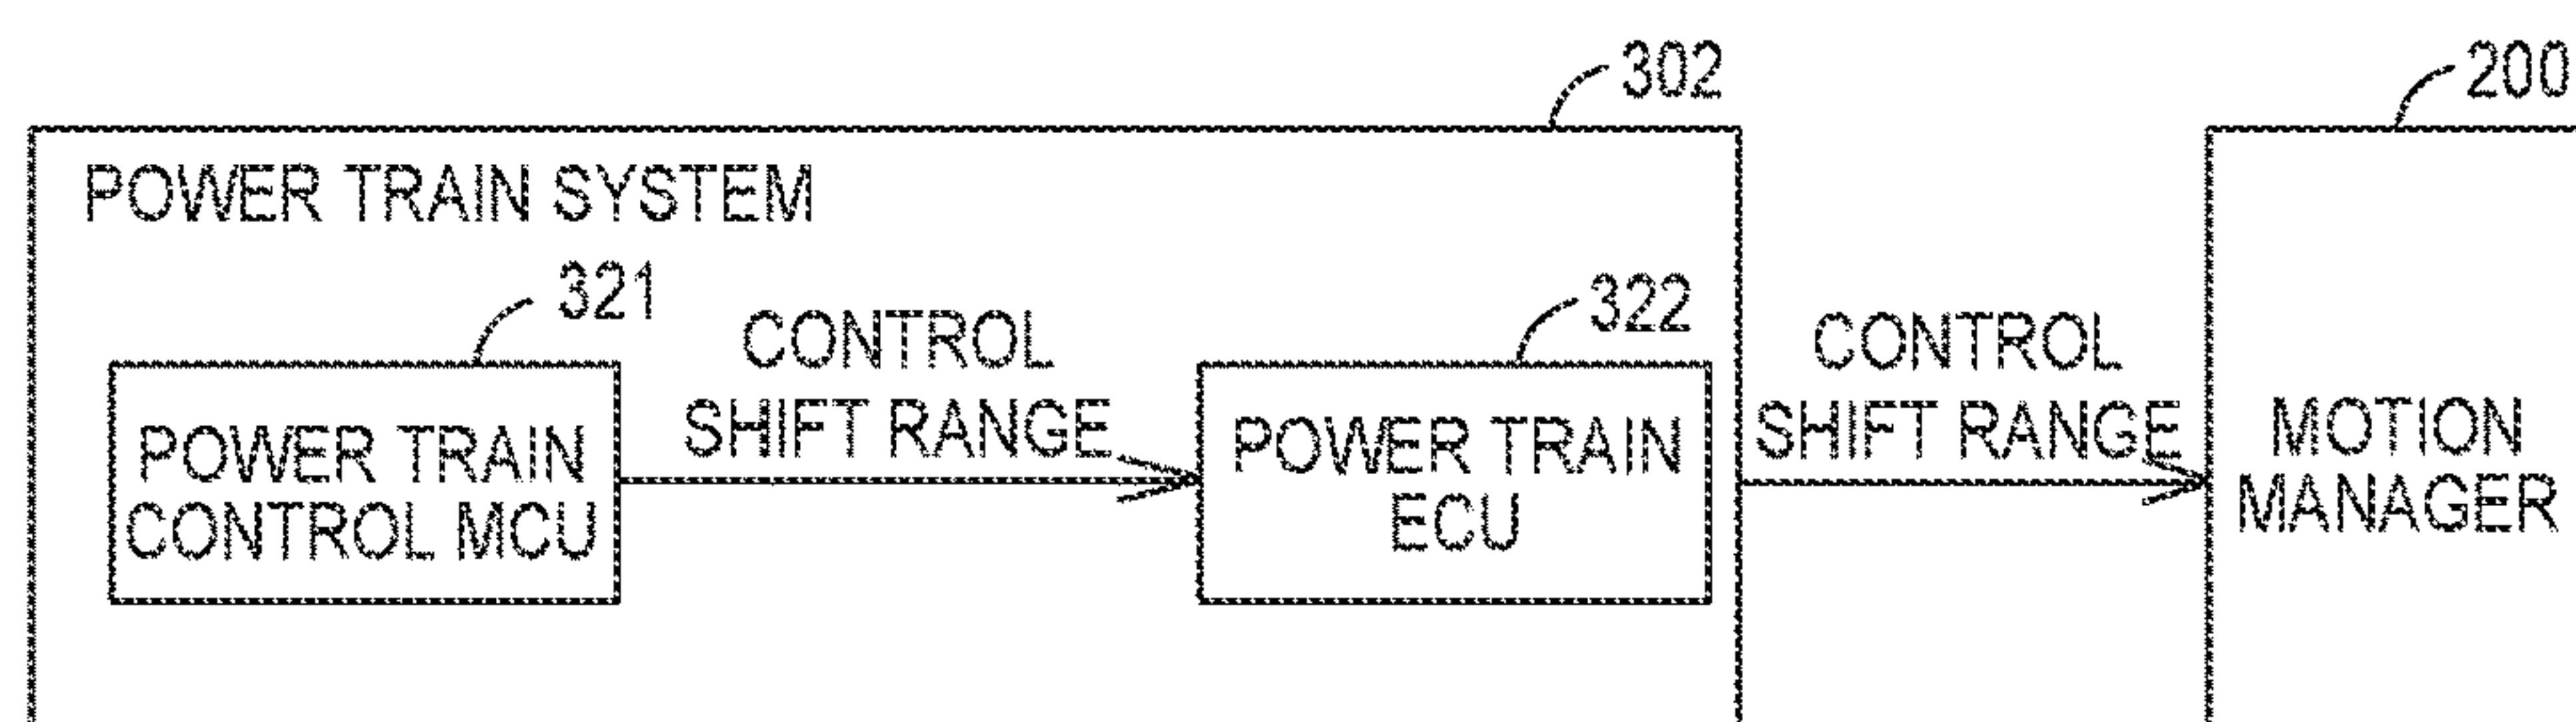 302
200
POWER TRAIN SYSTEM
321
322
CONTROL
SHIFT RANGE
CONTROL
SHIFT RANGE
POWER TRAIN
CONTROL MCU
POWER TRAIN
ECU
MOTION
MANAGER